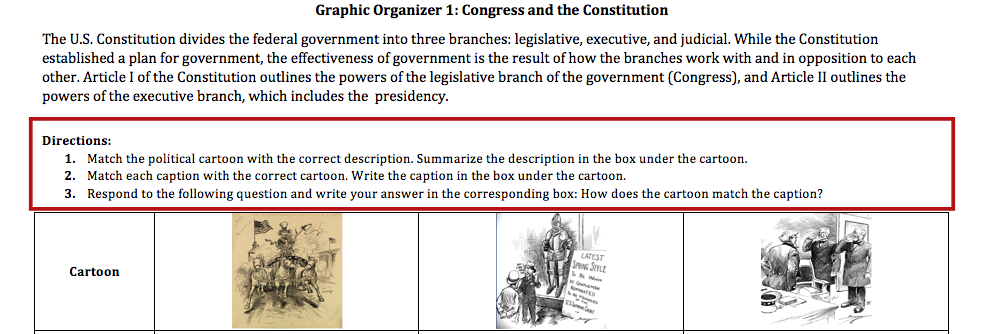 Graphic Organizer 1: Congress and the Constitution
The U.S. Constitution divides the federal government into three branches: legislative, executive, and judicial. While the Constitution
established a plan for government, the effectiveness of government is the result of how the branches work with and in opposition to each
other. Article I of the Constitution outlines the powers of the legislative branch of the government (Congress), and Article II outlines the
powers of the executive branch, which includes the presidency.
Directions:
1. Match the political cartoon with the correct description. Summarize the description in the box under the cartoon.
2. Match each caption with the correct cartoon. Write the caption in the box under the cartoon.
3. Respond to the following question and write your answer in the corresponding box: How does the cartoon match the caption?
Cartoon
LATEST
SPRING STYLE
To Be Worn
By Gentlemen
Nominated